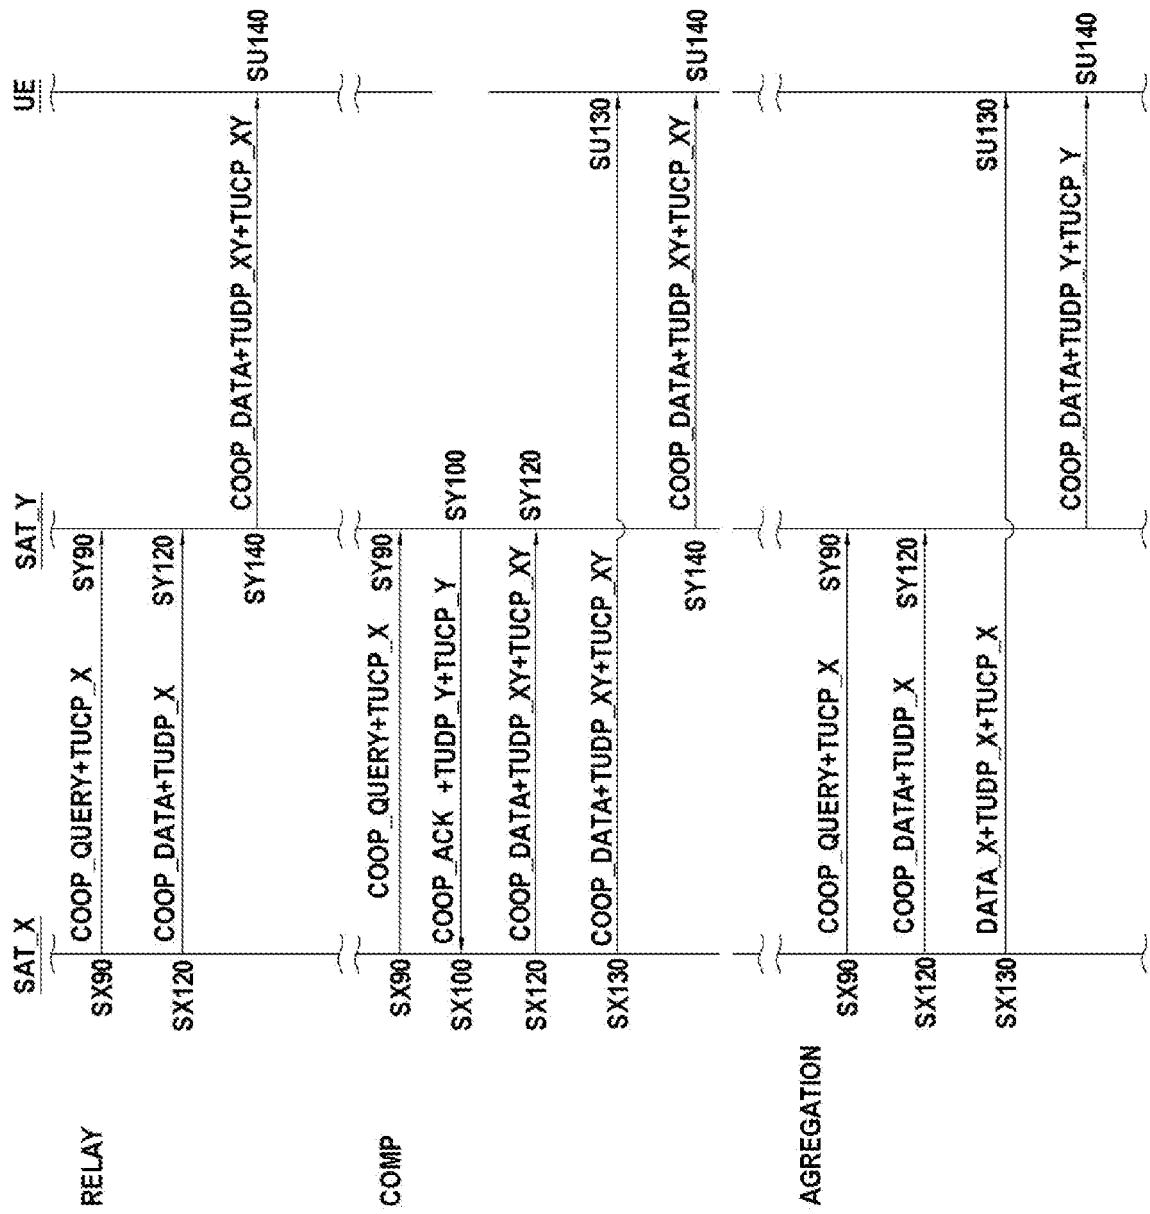 SAT_X
SAT_Y
UE
RELAY
SX90
COOP_QUERY+TUCP_X
SY90
SX120
COOP_DATA+TUDP_X
SY120
SY140
COOP_DATA+TUDP_XY+TUCP_XY
SU140
COMP
SX90
COOP_QUERY+TUCP_X
SY90
SX100
COOP_ACK +TUDP_Y+TUCP_Y
SY100
SX120
COOP_DATA+TUDP_XY+TUCP_XY
SY120
SX130
COOP_DATA+TUDP_XY+TUCP_XY
SU130
SY140
COOP_DATA+TUDP_XY+TUCP_XY
SU140
AGREGATION
SX90
COOP_QUERY+TUCP_X
SY90
SX120
COOP_DATA+TUDP_X
SY120
SX130
DATA_X+TUDP_X+TUCP_X
SU130
COOP_DATA+TUDP_Y+TUCP_Y
SU140